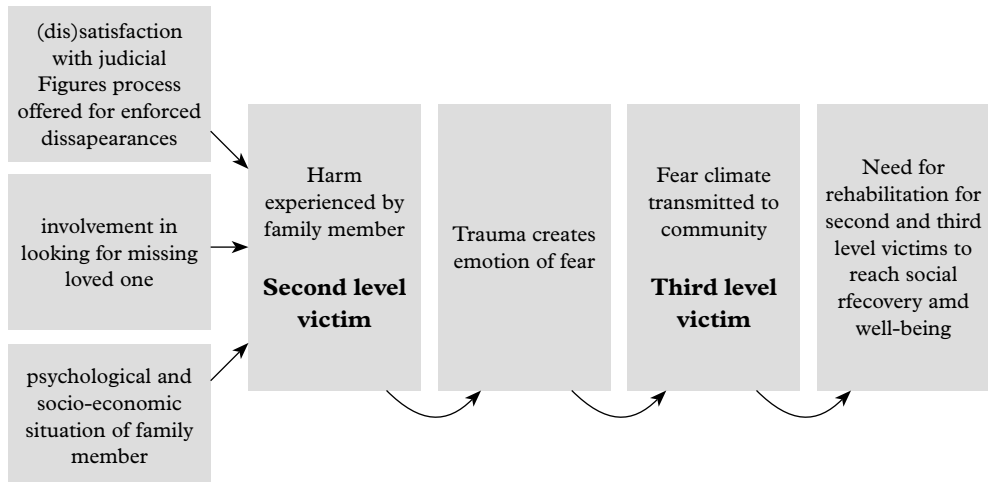 (dis)satisfaction
with judicial
Figures process
offered for enforced
dissapearances
involvement in
looking for missing
loved one
psychological and
socio-economic
situation of family
member
Harm
experienced by
family member
Second level
victim
Trauma creates
emotion of fear
Fear climate
transmitted to
community
Third level
victim
Need for
rehabilitation for
second and third
level victims to
reach social
rfecovery amd
well-being